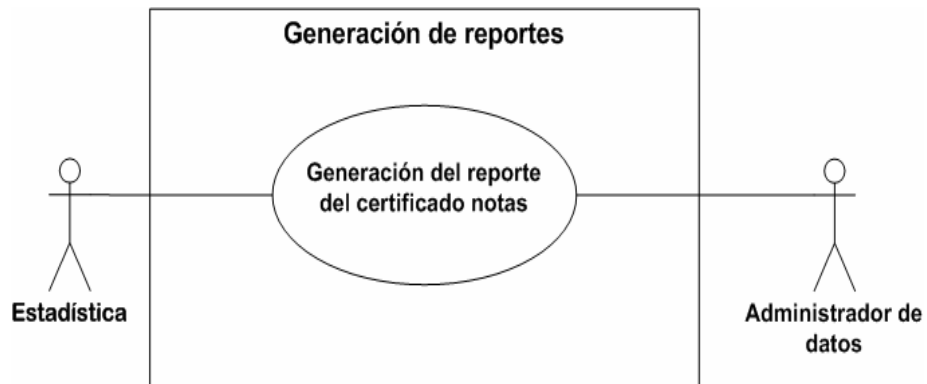 Generación de reportes
Generación del reporte
del certificado notas
Estadística
Administrador de
datos